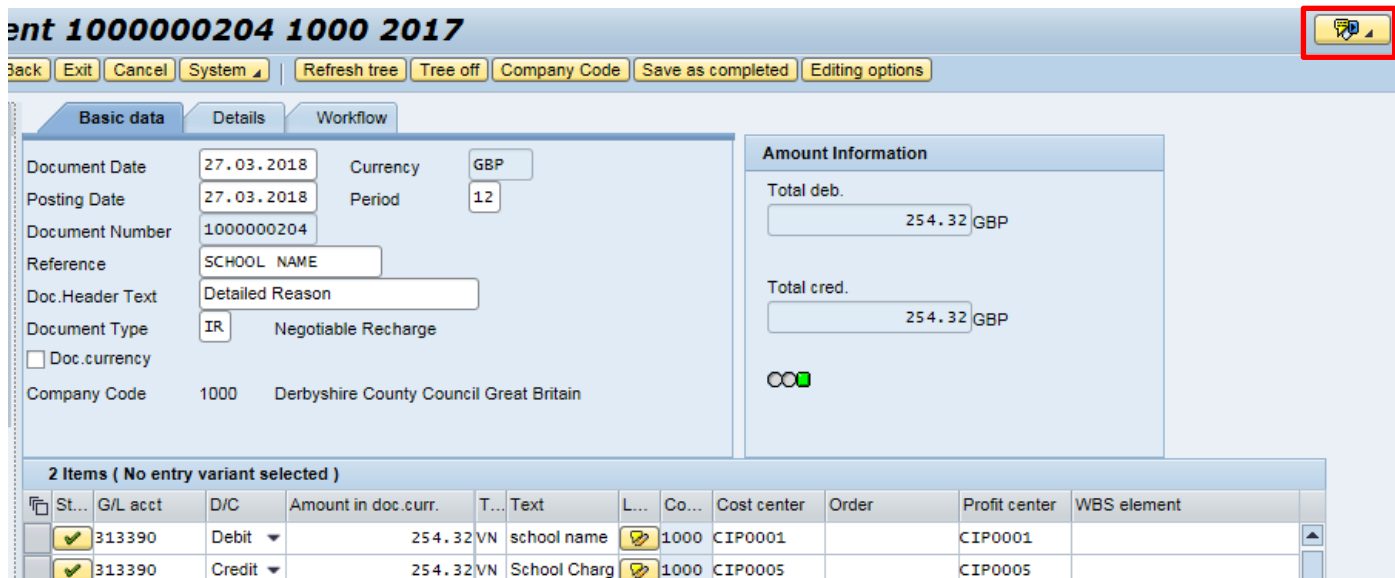 ent 1000000204 1000 2017
Back Exit Cancel System Refresh tree Tree off Company Code Save as completed Editing options
Basic data Details Workflow
Document Date 27.03.2018 Currency GBP
Posting Date 27.03.2018 Period 12
Document Number 1000000204
Reference SCHOOL NAME
Doc.Header Text Detailed Reason
Document Type IR Negotiable Recharge
Doc.currency
Company Code 1000 Derbyshire County Council Great Britain
Amount Information
Total deb.
254.32 GBP
Total cred.
254.32 GBP
2 Items ( No entry variant selected )
St... G/L acct D/C Amount in doc.curr. T... Text L... Co... Cost center Order Profit center WBS element
313390 Debit 254.32 VN school name 1000 CIP0001 CIP0001
313390 Credit 254.32 VN School Charg 1000 CIP0005 CIP0005